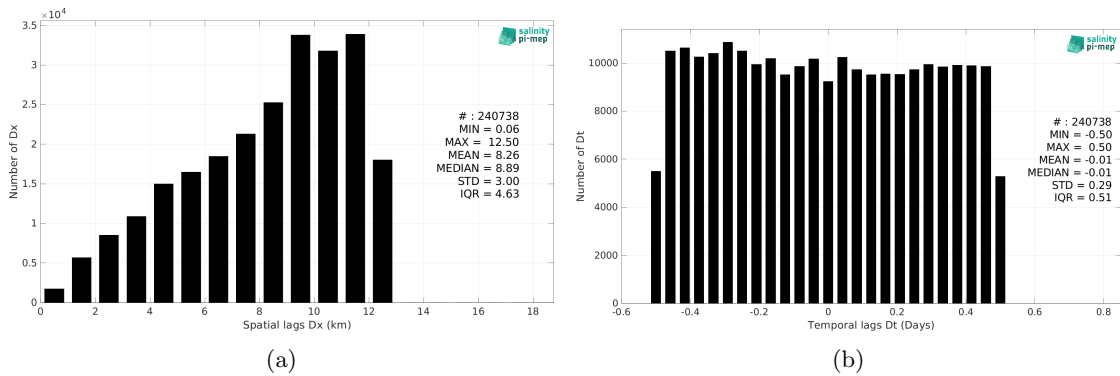 ×10⁴
3.5
3
2.5
2
1.5
1
0.5
0
Number of Dx
0 2 4 6 8 10 12 14 16 18
Spatial lags Dx (km)
salinity
pi-mep
# : 240738
MIN = 0.06
MAX = 12.50
MEAN = 8.26
MEDIAN = 8.89
STD = 3.00
IQR = 4.63
(a)
10000
8000
6000
4000
2000
0
Number of Dt
-0.6 -0.4 -0.2 0 0.2 0.4 0.6 0.8
Temporal lags Dt (Days)
salinity
pi-mep
# : 240738
MIN = -0.50
MAX = 0.50
MEAN = -0.01
MEDIAN = -0.01
STD = 0.29
IQR = 0.51
(b)